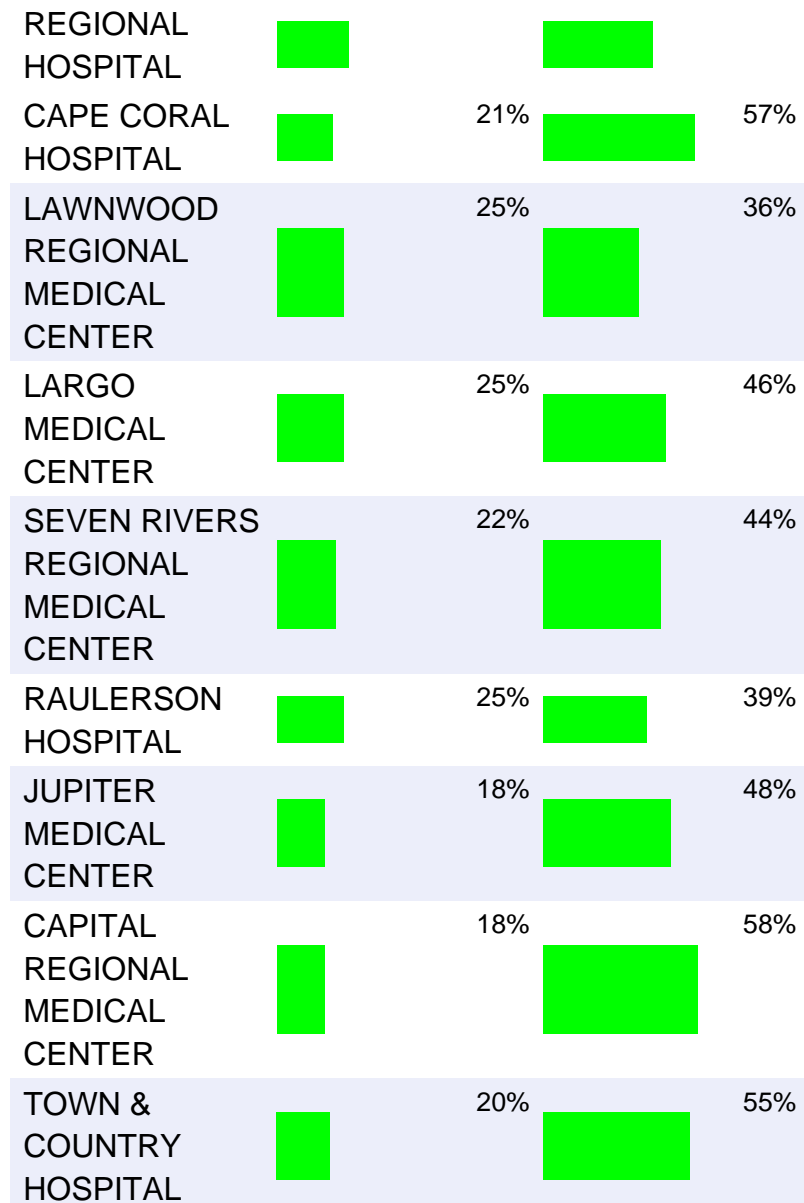 REGIONAL
HOSPITAL
CAPE CORAL 21% 57%
HOSPITAL
LAWNWOOD 25% 36%
REGIONAL
MEDICAL
CENTER
LARGO 25% 46%
MEDICAL
CENTER
SEVEN RIVERS 22% 44%
REGIONAL
MEDICAL
CENTER
RAULERSON 25% 39%
HOSPITAL
JUPITER 18% 48%
MEDICAL
CENTER
CAPITAL 18% 58%
REGIONAL
MEDICAL
CENTER
TOWN & 20% 55%
COUNTRY
HOSPITAL